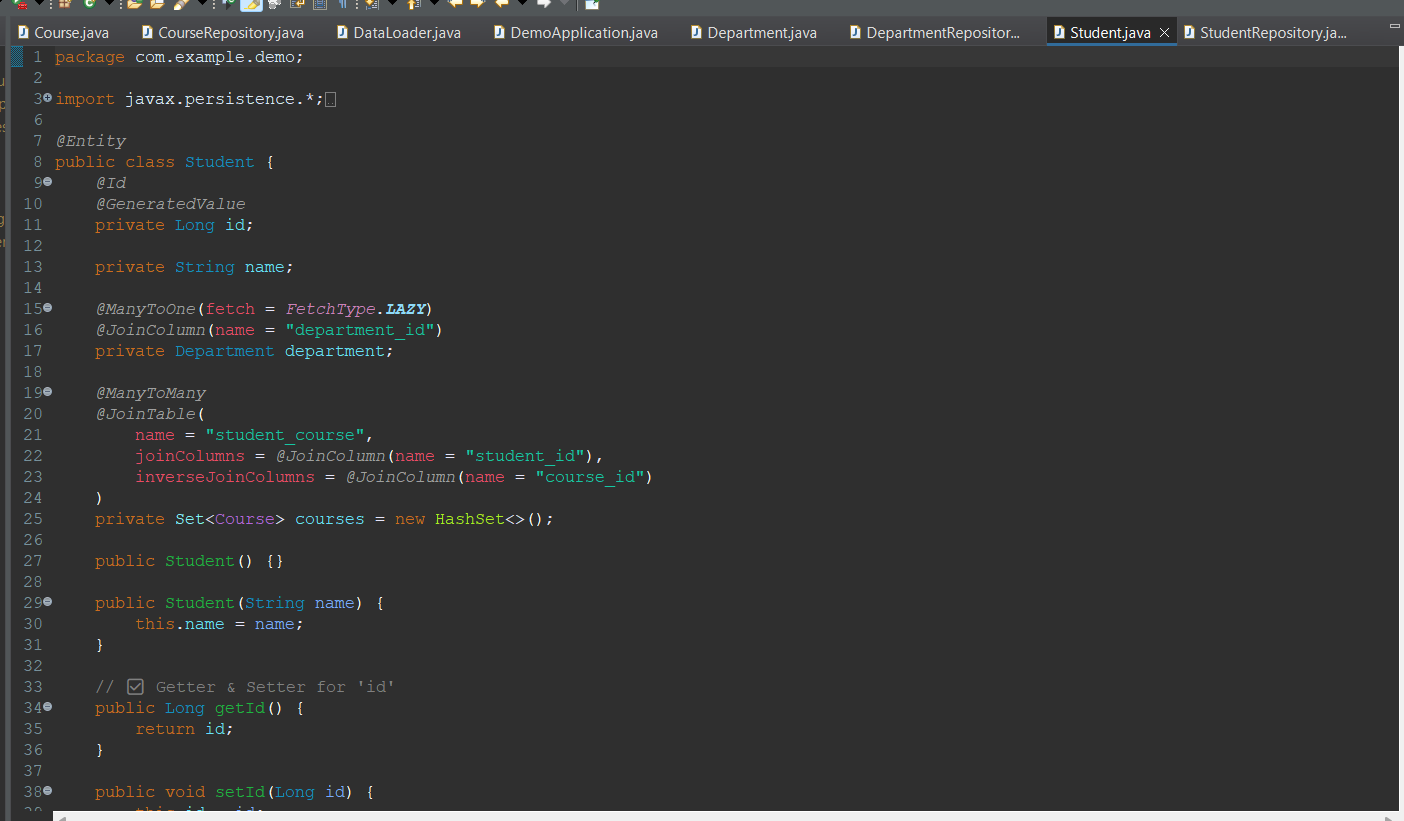 Course.java CourseRepository.java DataLoader.java DemoApplication.java Department.java DepartmentRepositor... Student.java StudentRepository.ja...
1 package com.example.demo;
2
3 import javax.persistence.*;
6
7 @Entity
8 public class Student {
9 @Id
10 @GeneratedValue
11 private Long id;
12
13 private String name;
14
15 @ManyToOne(fetch = FetchType.LAZY)
16 @JoinColumn(name = "department_id")
17 private Department department;
18
19 @ManyToMany
20 @JoinTable(
21 name = "student_course",
22 joinColumns = @JoinColumn(name = "student_id"),
23 inverseJoinColumns = @JoinColumn(name = "course_id")
24 )
25 private Set<Course> courses = new HashSet<>();
26
27 public Student() {}
28
29 public Student(String name) {
30 this.name = name;
31 }
32
33 // ☑ Getter & Setter for 'id'
34 public Long getId() {
35 return id;
36 }
37
38 public void setId(Long id) {